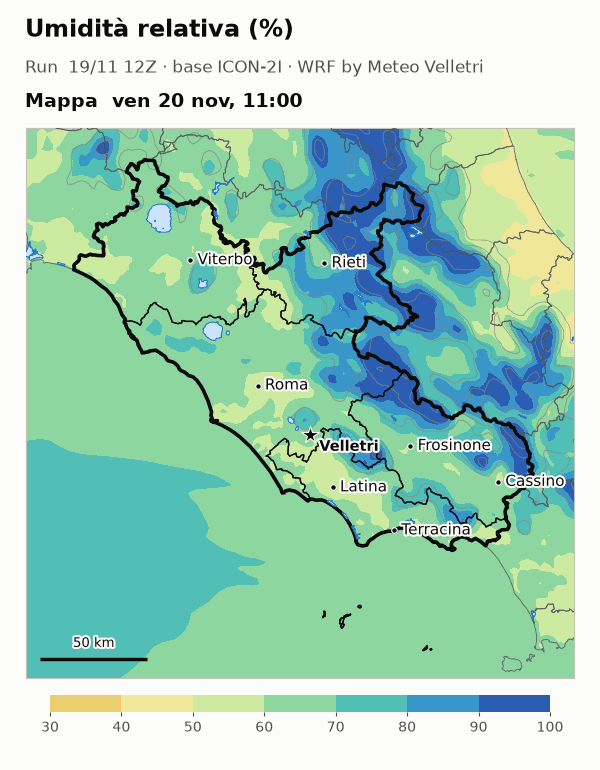 Umidità relativa (%)
Run  19/11 12Z · base ICON-2I · WRF by Meteo Velletri
Mappa  ven 20 nov, 11:00
Viterbo
Rieti
Roma
Velletri
Frosinone
Latina
Cassino
Terracina
50 km
30 40 50 60 70 80 90 100